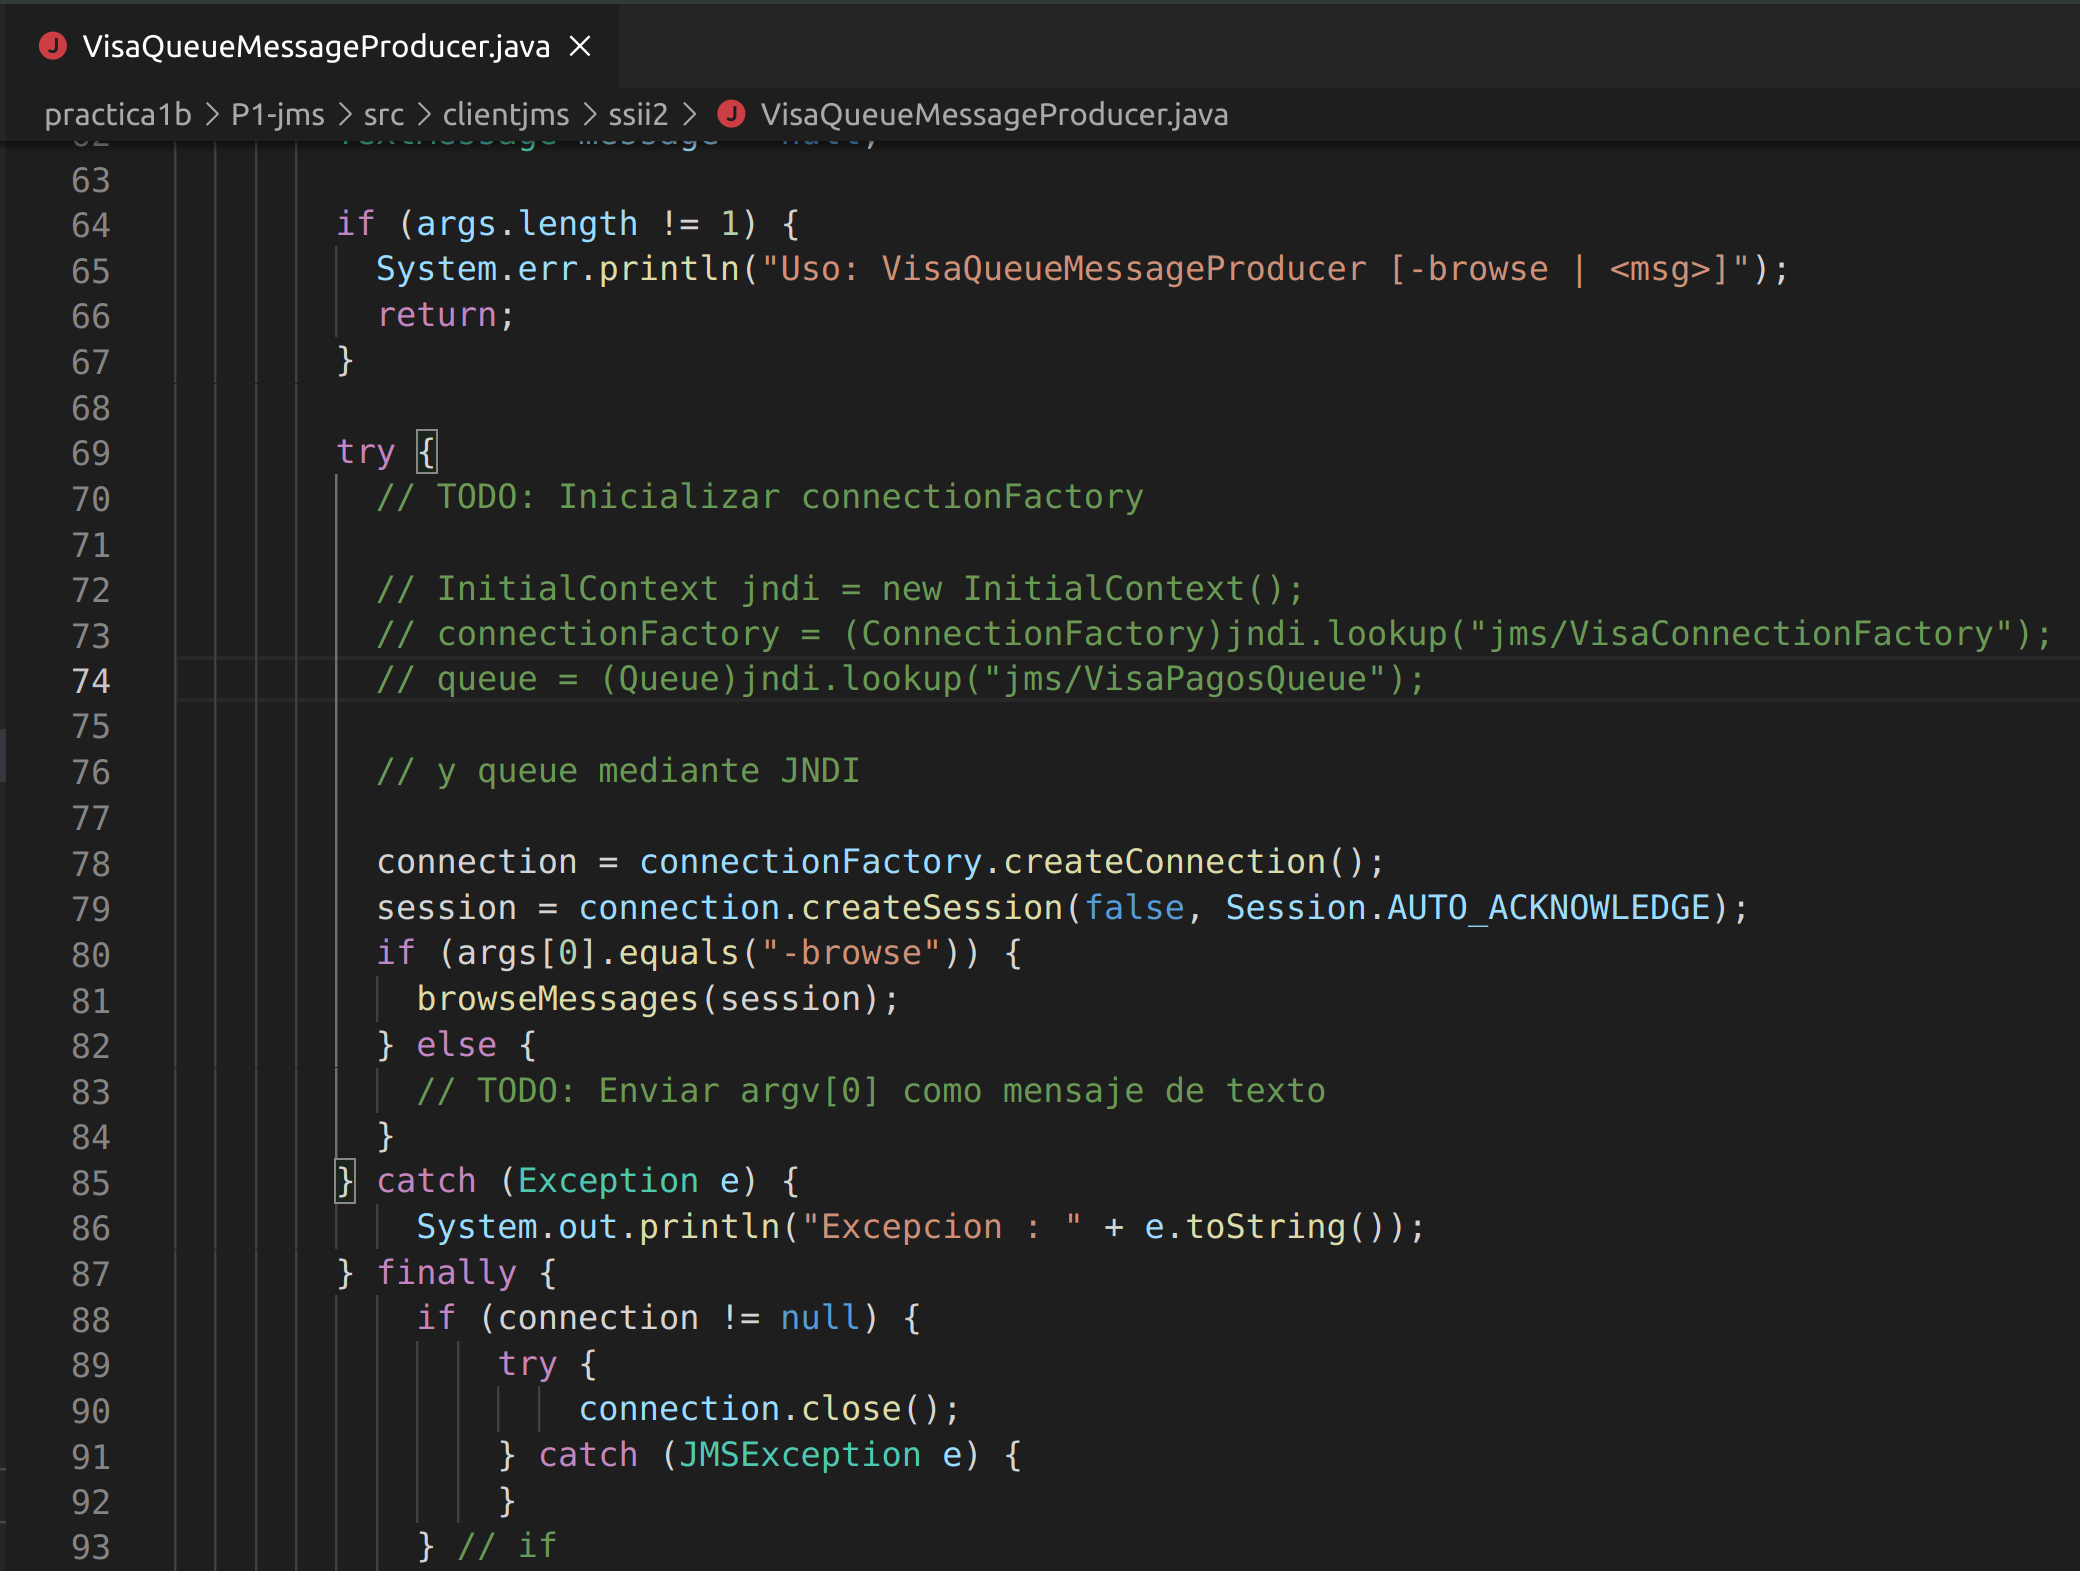 VisaQueueMessageProducer.java
practica1b > P1-jms > src > clientjms > ssii2 > VisaQueueMessageProducer.java
63
64 if (args.length != 1) {
65 System.err.println("Uso: VisaQueueMessageProducer [-browse | <msg>]");
66 return;
67 }
68
69 try {
70 // TODO: Inicializar connectionFactory
71
72 // InitialContext jndi = new InitialContext();
73 // connectionFactory = (ConnectionFactory)jndi.lookup("jms/VisaConnectionFactory");
74 // queue = (Queue)jndi.lookup("jms/VisaPagosQueue");
75
76 // y queue mediante JNDI
77
78 connection = connectionFactory.createConnection();
79 session = connection.createSession(false, Session.AUTO_ACKNOWLEDGE);
80 if (args[0].equals("-browse")) {
81 browseMessages(session);
82 } else {
83 // TODO: Enviar argv[0] como mensaje de texto
84 }
85 } catch (Exception e) {
86 System.out.println("Excepcion : " + e.toString());
87 } finally {
88 if (connection != null) {
89 try {
90 connection.close();
91 } catch (JMSException e) {
92 }
93 } // if